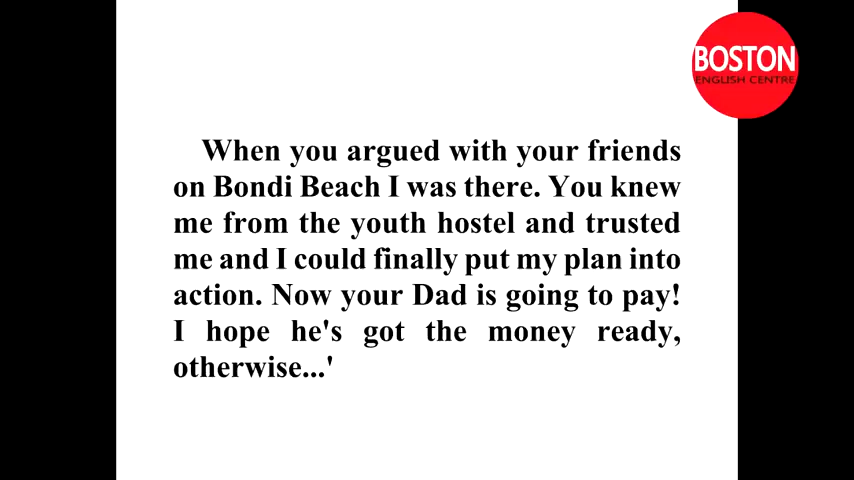 BOSTON
ENGLISH CENTRE
When you argued with your friends
on Bondi Beach I was there. You knew
me from the youth hostel and trusted
me and I could finally put my plan into
action. Now your Dad is going to pay!
I hope he's got the money ready,
otherwise...'